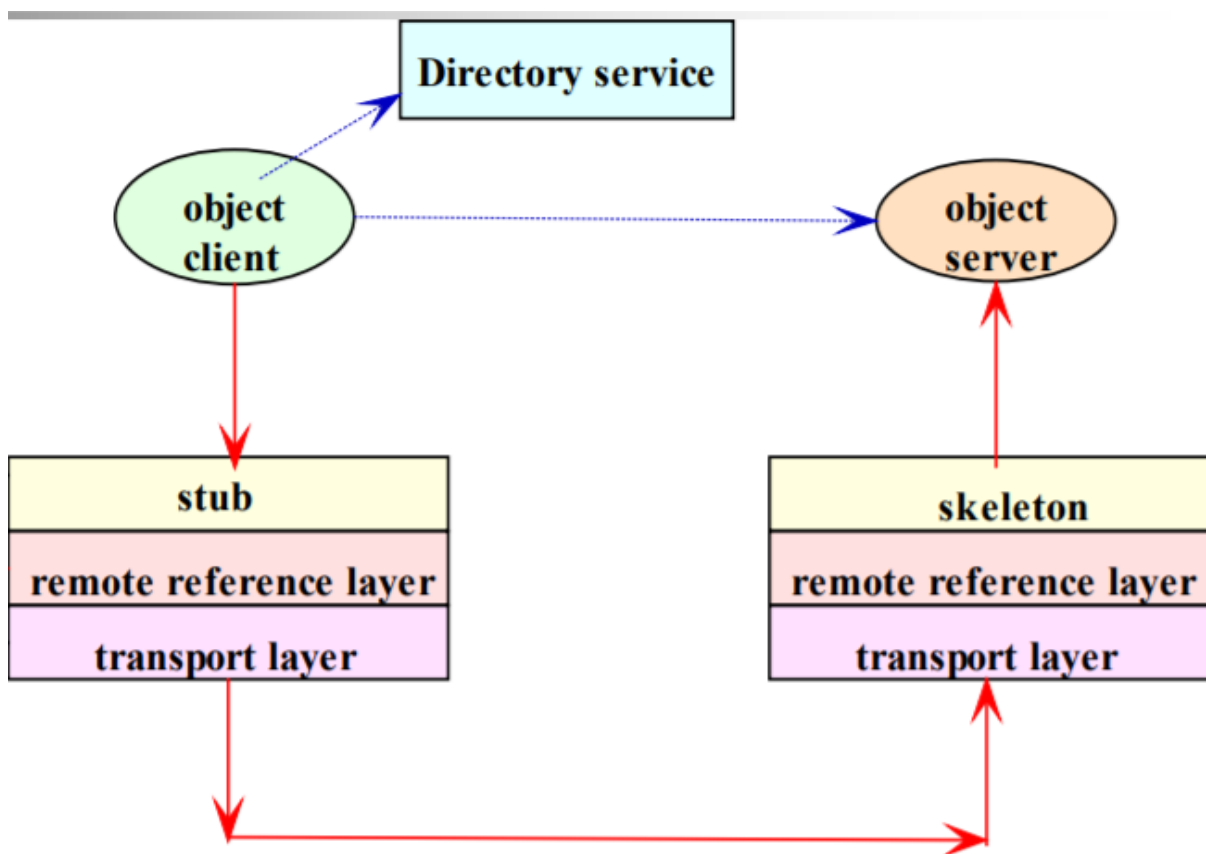 Directory service
object
client
object
server
stub
remote reference layer
transport layer
skeleton
remote reference layer
transport layer